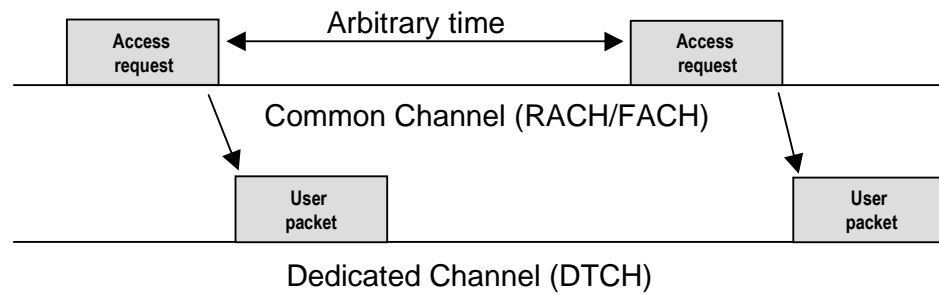 Arbitrary time
Access
request
Access
request
Common Channel (RACH/FACH)
User
packet
User
packet
Dedicated Channel (DTCH)